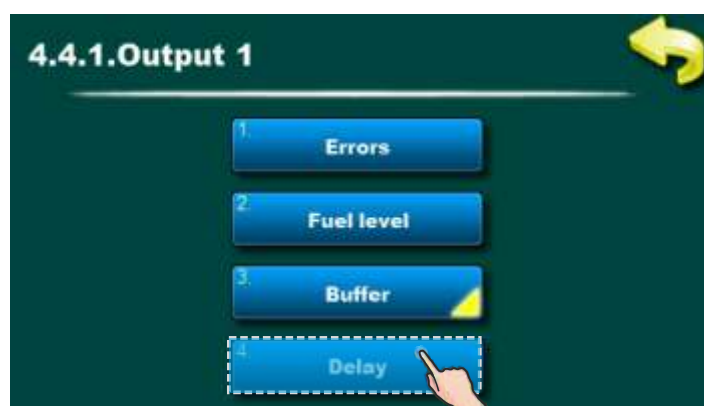 4.4.1.Output 1
1.
Errors
2.
Fuel level
3.
Buffer
4.
Delay